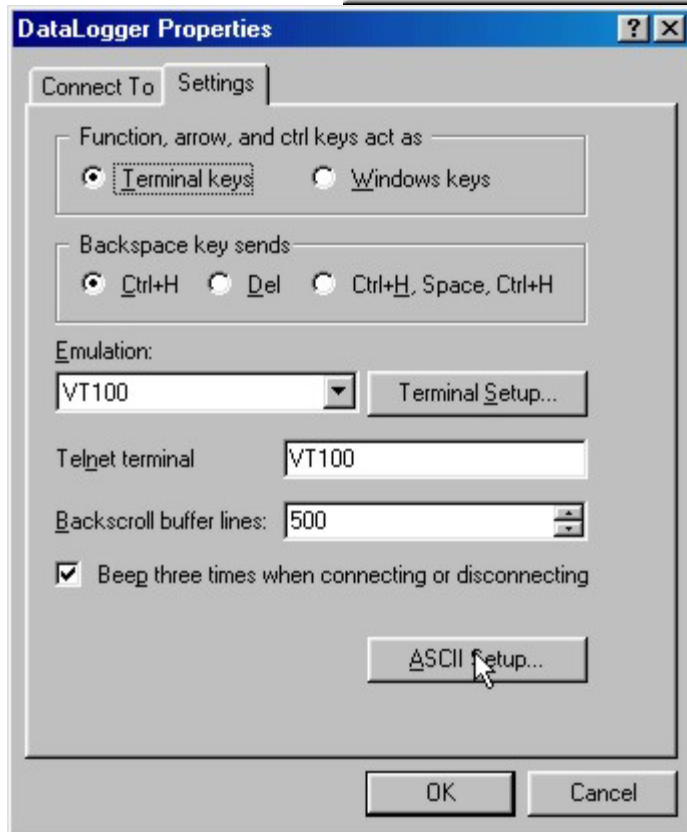 DataLogger Properties
Connect To Settings
Function, arrow, and ctrl keys act as
Terminal keys Windows keys
Backspace key sends
Ctrl+H Del Ctrl+H, Space, Ctrl+H
Emulation:
VT100 Terminal Setup...
Telnet terminal VT100
Backscroll buffer lines: 500
Beep three times when connecting or disconnecting
ASCII Setup...
OK Cancel